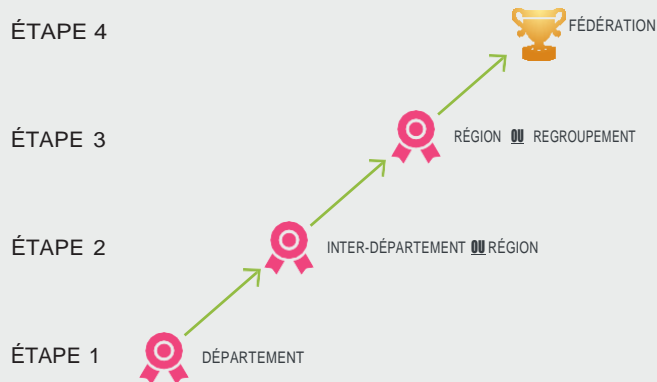 ÉTAPE 4 FÉDÉRATION
ÉTAPE 3 RÉGION OU REGROUPEMENT
ÉTAPE 2 INTER-DÉPARTEMENT OU RÉGION
ÉTAPE 1 DÉPARTEMENT